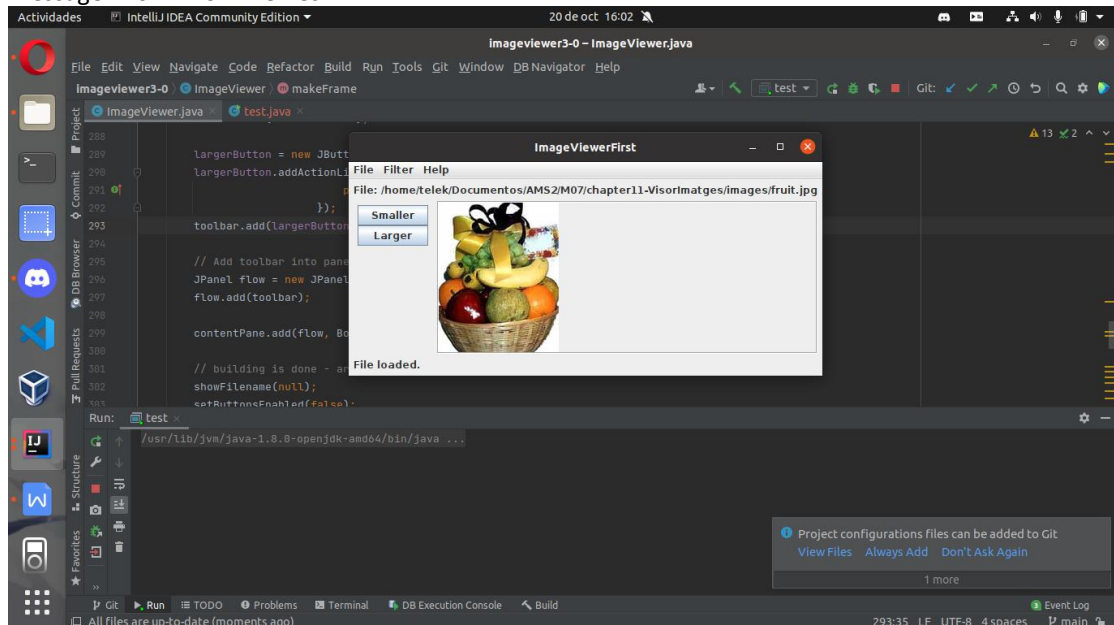 Actividades
IntelliJ IDEA Community Edition
20 de oct 16:02
imageviewer3-0 – ImageViewer.java
File Edit View Navigate Code Refactor Build Run Tools Git Window DB Navigator Help
imageviewer3-0 ImageViewer makeFrame
test
Git:
ImageViewer.java
test.java
Project
Commit
DB Browser
Pull Requests
Structure
Favorites
13 2
288
289 largerButton = new JButt
290 largerButton.addActionLi
291
292 });
293 toolbar.add(largerButton
294
295 // Add toolbar into pane
296 JPanel flow = new JPanel
297 flow.add(toolbar);
298
299 contentPane.add(flow, Bo
300
301 // building is done - ar
302 showFilename(null);
303 setButtonsEnabled(false);
ImageViewerFirst
File Filter Help
File: /home/telek/Documentos/AMS2/M07/chapter11-VisorImatges/images/fruit.jpg
Smaller
Larger
File loaded.
Run: test
/usr/lib/jvm/java-1.8.0-openjdk-amd64/bin/java ...
Project configurations files can be added to Git
View Files Always Add Don't Ask Again
1 more
Git Run TODO Problems Terminal DB Execution Console Build
3 Event Log
All files are up-to-date (moments ago)
293:35 LF UTF-8 4 spaces main